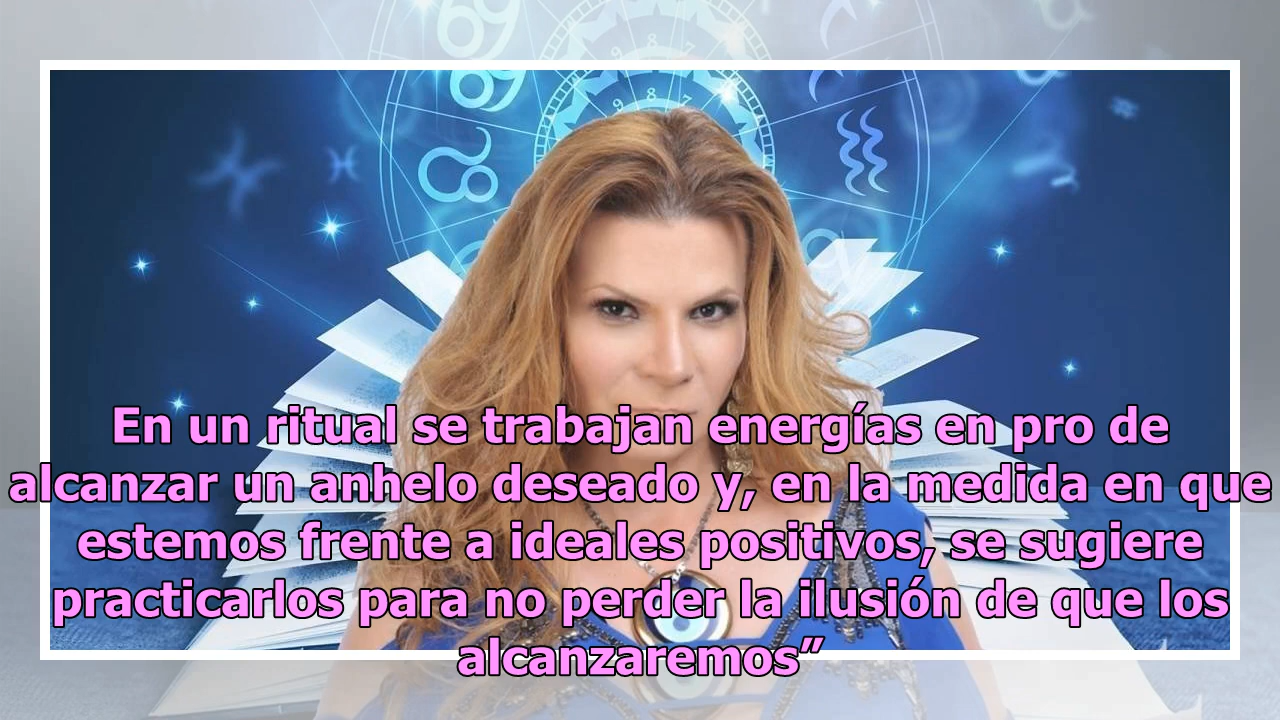 En un ritual se trabajan energías en pro de
alcanzar un anhelo deseado y, en la medida en que
estemos frente a ideales positivos, se sugiere
practicarlos para no perder la ilusión de que los
alcanzaremos”